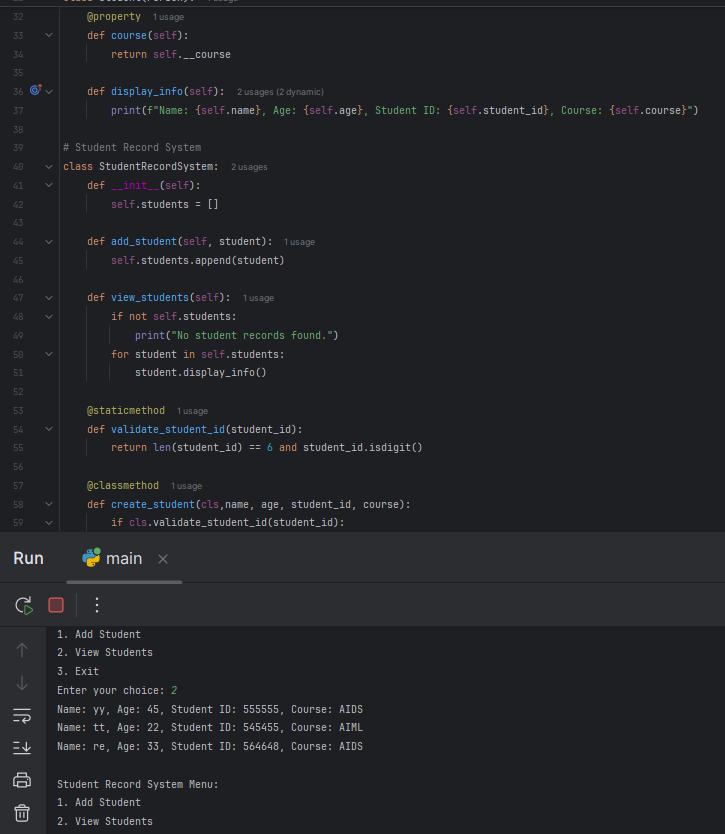 32 @property 1 usage
33 def course(self):
34 return self.__course
35
36 def display_info(self): 2 usages (2 dynamic)
37 print(f"Name: {self.name}, Age: {self.age}, Student ID: {self.student_id}, Course: {self.course}")
38
39 # Student Record System
40 class StudentRecordSystem: 2 usages
41 def __init__(self):
42 self.students = []
43
44 def add_student(self, student): 1 usage
45 self.students.append(student)
46
47 def view_students(self): 1 usage
48 if not self.students:
49 print("No student records found.")
50 for student in self.students:
51 student.display_info()
52
53 @staticmethod 1 usage
54 def validate_student_id(student_id):
55 return len(student_id) == 6 and student_id.isdigit()
56
57 @classmethod 1 usage
58 def create_student(cls,name, age, student_id, course):
59 if cls.validate_student_id(student_id):
Run main
1. Add Student
2. View Students
3. Exit
Enter your choice: 2
Name: yy, Age: 45, Student ID: 555555, Course: AIDS
Name: tt, Age: 22, Student ID: 545455, Course: AIML
Name: re, Age: 33, Student ID: 564648, Course: AIDS
Student Record System Menu:
1. Add Student
2. View Students